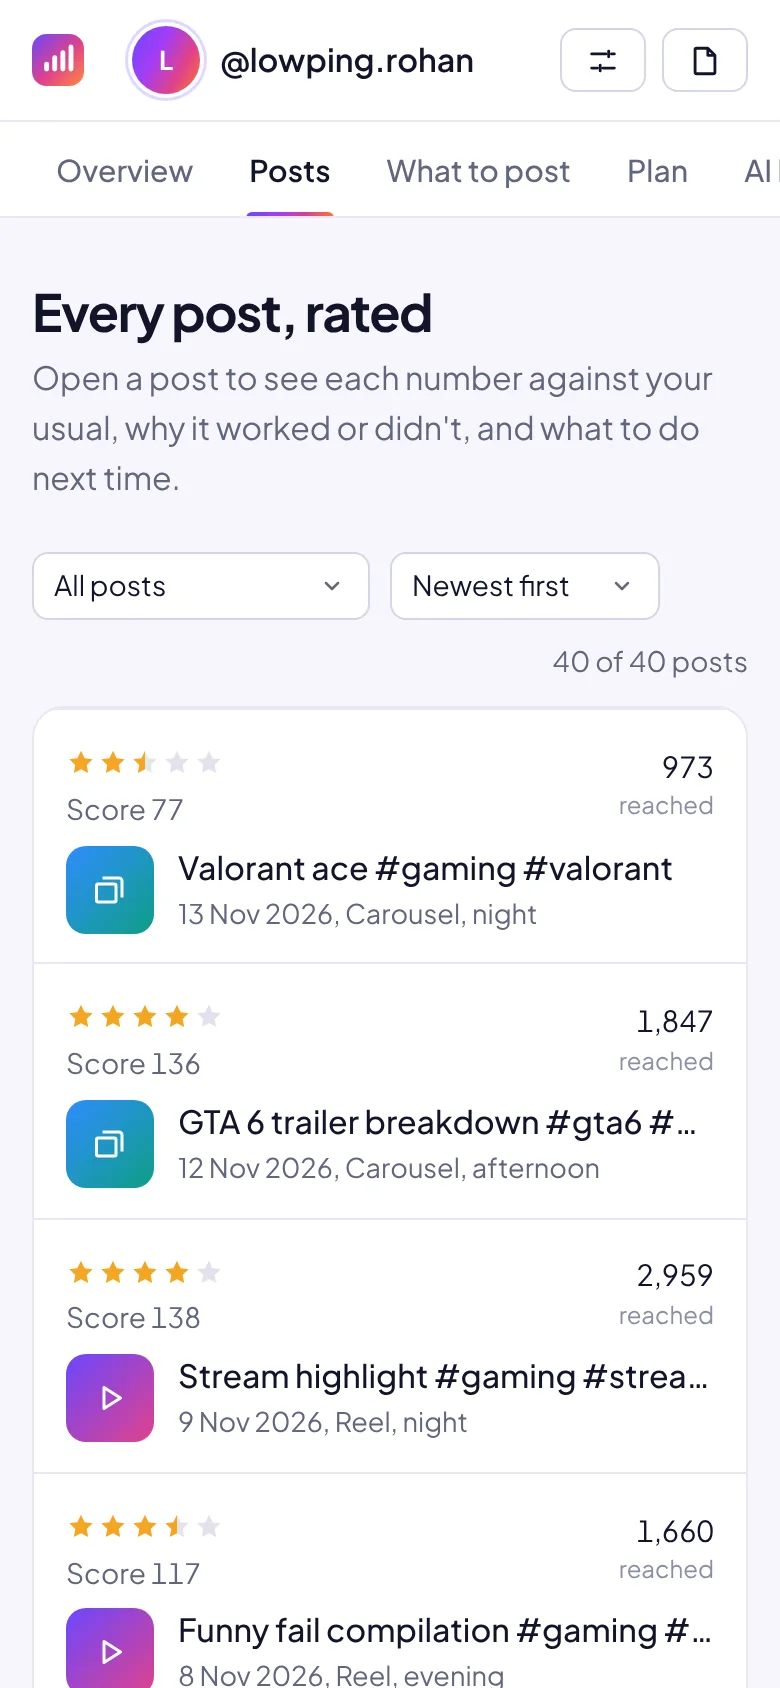 L @lowping.rohan
Overview Posts What to post Plan AI
Every post, rated
Open a post to see each number against your
usual, why it worked or didn't, and what to do
next time.
All posts Newest first
40 of 40 posts
973
Score 77 reached
Valorant ace #gaming #valorant
13 Nov 2026, Carousel, night
1,847
Score 136 reached
GTA 6 trailer breakdown #gta6 #...
12 Nov 2026, Carousel, afternoon
2,959
Score 138 reached
Stream highlight #gaming #strea...
9 Nov 2026, Reel, night
1,660
Score 117 reached
Funny fail compilation #gaming #...
8 Nov 2026, Reel, evening